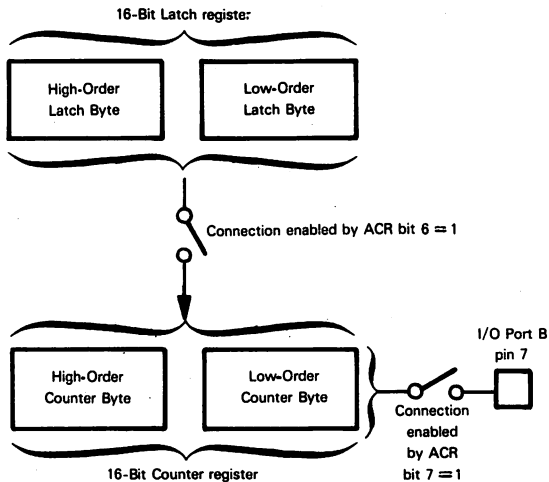 16-Bit Latch register
High-Order
Latch Byte
Low-Order
Latch Byte
Connection enabled by ACR bit 6 = 1
I/O Port B
pin 7
High-Order
Counter Byte
Low-Order
Counter Byte
Connection
enabled
by ACR
bit 7 = 1
16-Bit Counter register